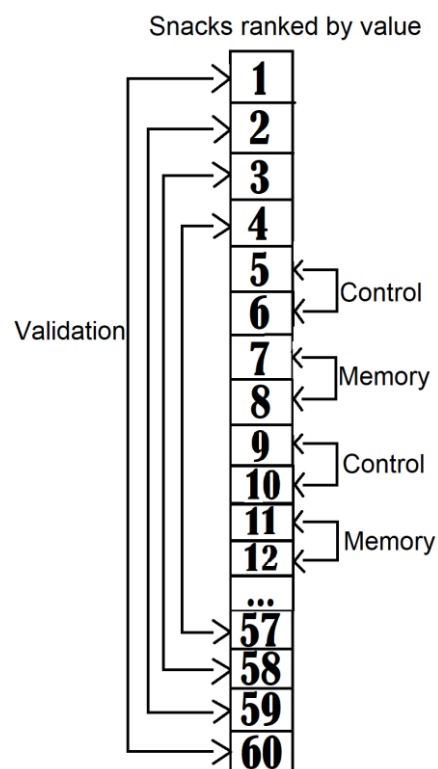 Snacks ranked by value
1
2
3
4
5
6
Control
7
8
Memory
Validation
9
10
Control
11
12
Memory
...
57
58
59
60